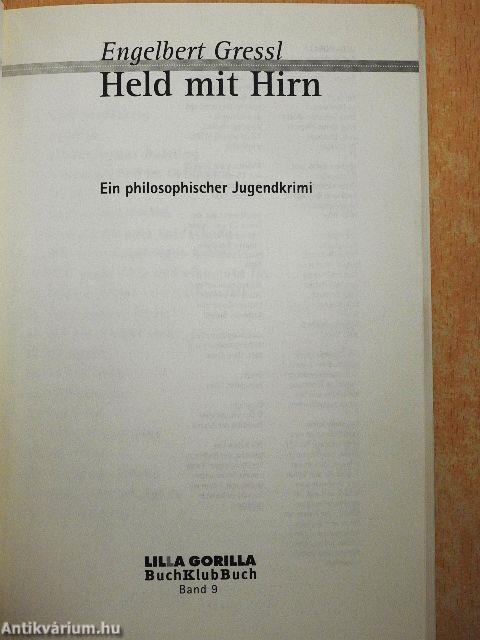 Engelbert Gressl
Held mit Hirn
Ein philosophischer Jugendkrimi
LILLA GORILLA
BuchKlubBuch
Band 9
Antikvárium.hu